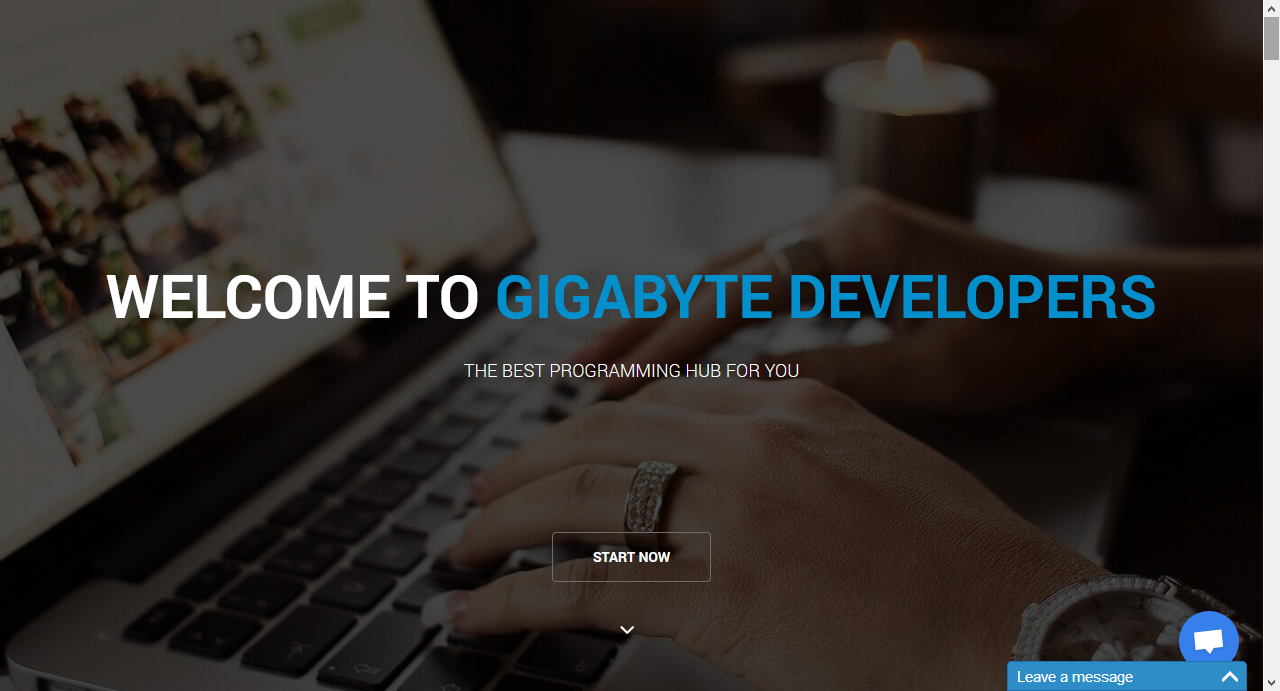 WELCOME TO GIGABYTE DEVELOPERS
THE BEST PROGRAMMING HUB FOR YOU
START NOW
Leave a message